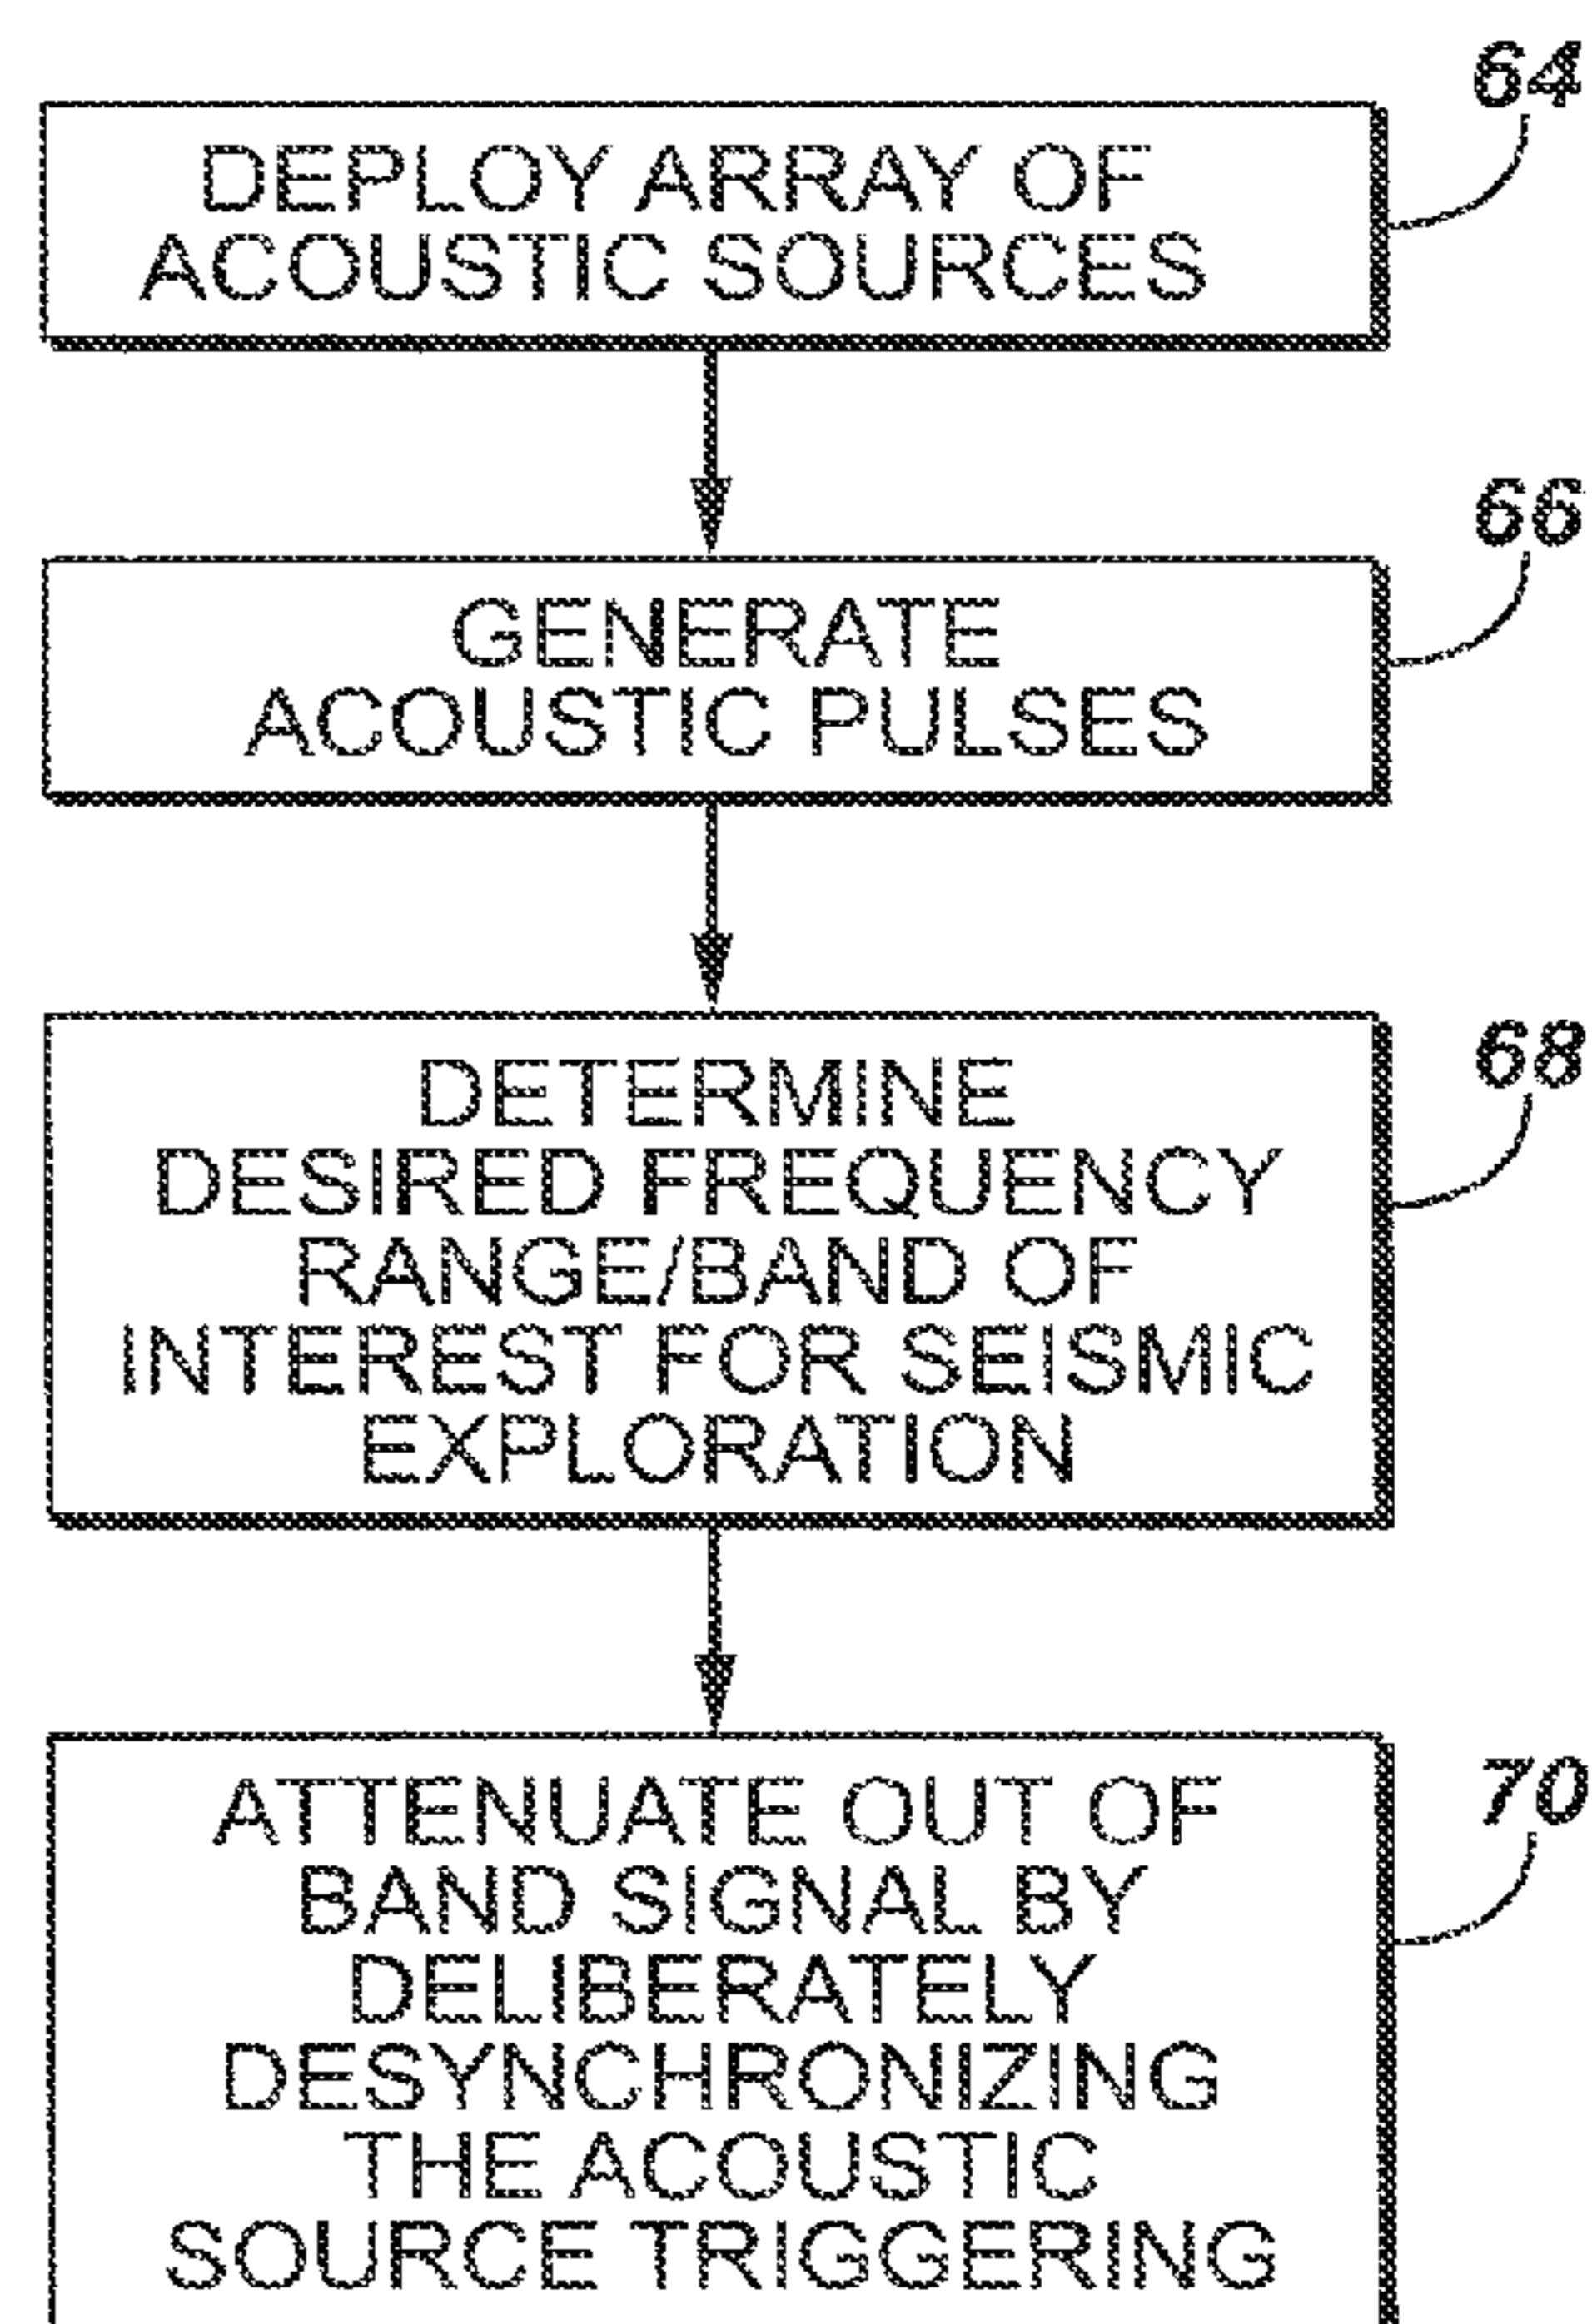 64
DEPLOY ARRAY OF
ACOUSTIC SOURCES
66
GENERATE
ACOUSTIC PULSES
68
DETERMINE
DESIRED FREQUENCY
RANGE/BAND OF
INTEREST FOR SEISMIC
EXPLORATION
70
ATTENUATE OUT OF
BAND SIGNAL BY
DELIBERATELY
DESYNCHRONIZING
THE ACOUSTIC
SOURCE TRIGGERING